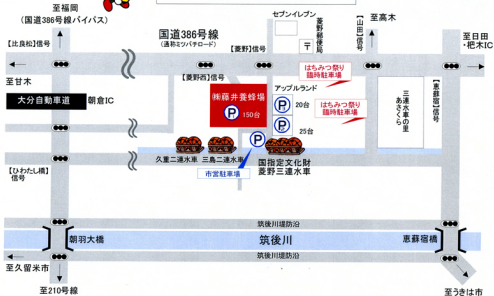 至福岡
(国道386号線バイパス)
国道386号線
(通称ミツバチロード)
セブンイレブン
菱野郵便局
〒
【山田】信号
至高木
至日田・杷木IC
【比良松】信号
【菱野】信号
至甘木
【菱野西】信号
はちみつ祭り
臨時駐車場
大分自動車道
朝倉IC
㈱藤井養蜂場
P 150台
アップルランド
P 20台
P 25台
はちみつ祭り
臨時駐車場
三連水車の里
あさくら
【恵蘇宿】信号
P
【ひわたし橋】
信号
久重二連水車
三島二連水車
国指定文化財
菱野三連水車
市営駐車場
筑後川堤防沿
朝羽大橋
筑後川
恵蘇宿橋
筑後川堤防沿
至久留米市
至210号線
至うきは市